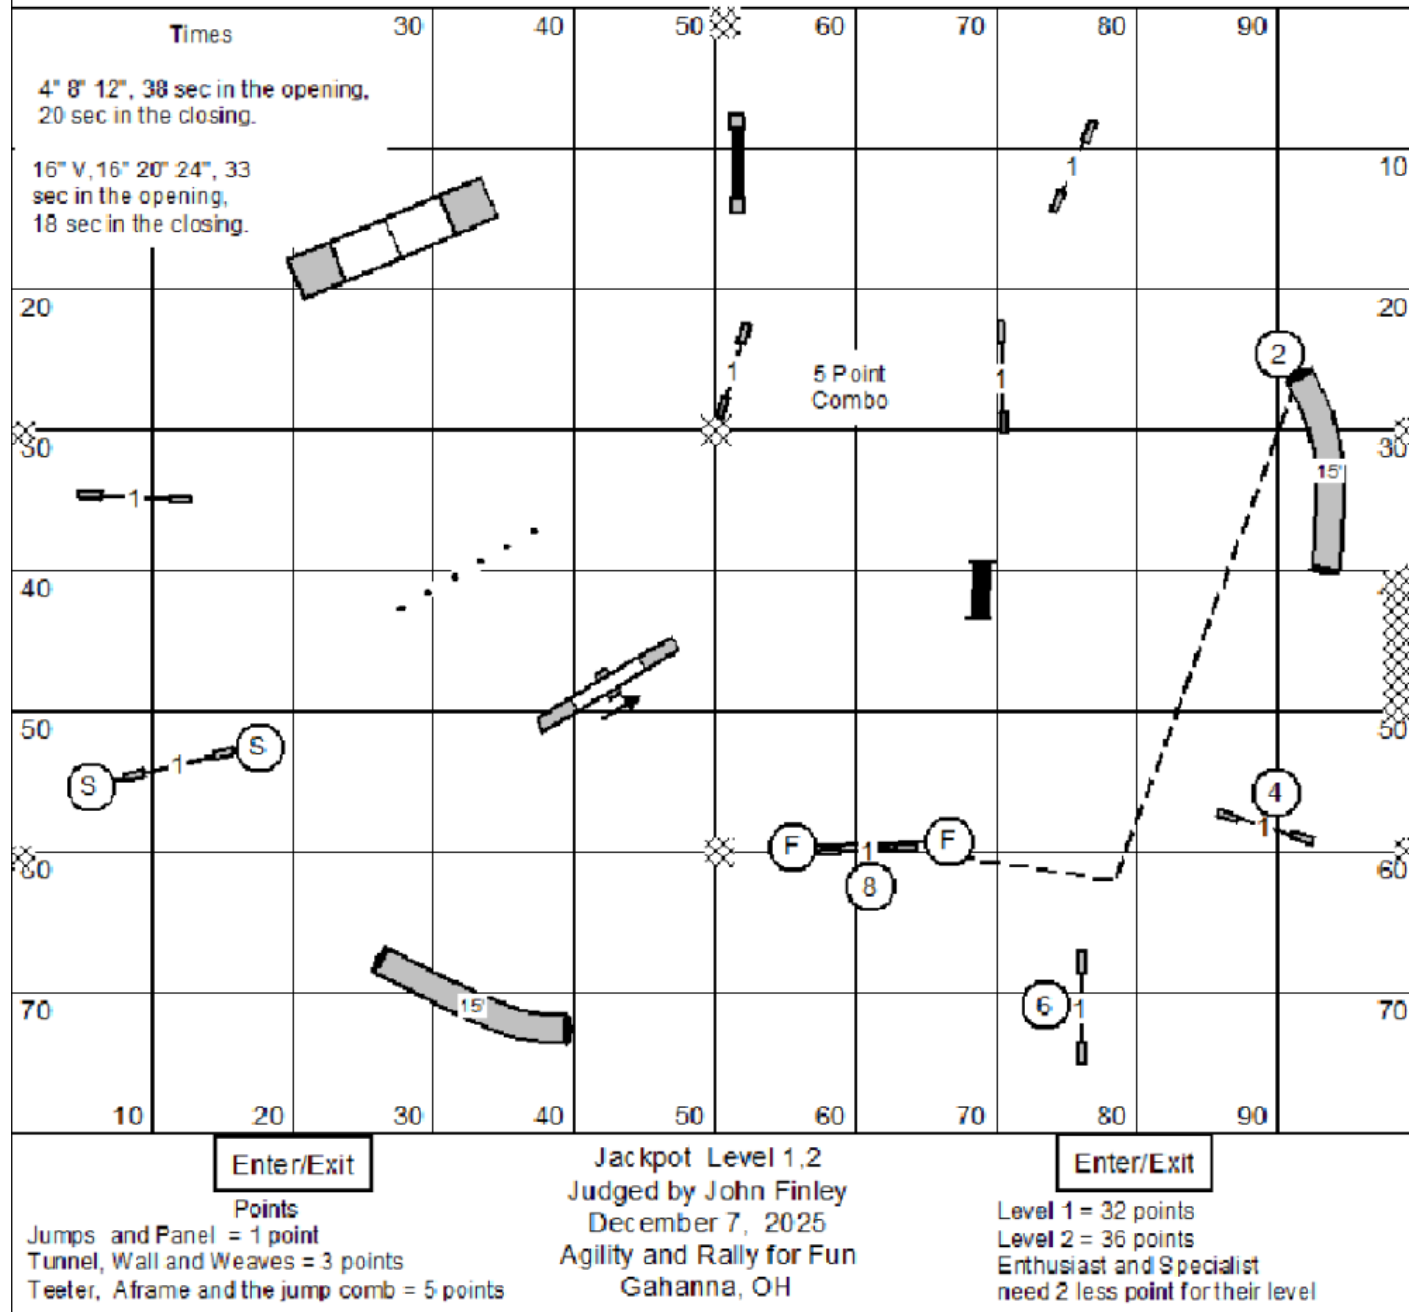 Times
30 40 50 60 70 80 90
4" 8" 12", 38 sec in the opening,
20 sec in the closing.
16" V, 16" 20" 24", 33
sec in the opening,
18 sec in the closing.
1
10
20
20
1
5 Point
Combo
1
2
30
30
15'
1
40
50
50
S
1
S
4
1
F
1
F
8
60
60
15'
6
1
70
70
10 20 30 40 50 60 70 80 90
Enter/Exit
Enter/Exit
Jackpot Level 1,2
Judged by John Finley
December 7, 2025
Agility and Rally for Fun
Gahanna, OH
Points
Jumps and Panel = 1 point
Tunnel, Wall and Weaves = 3 points
Teeter, Aframe and the jump comb = 5 points
Level 1 = 32 points
Level 2 = 36 points
Enthusiast and Specialist
need 2 less point for their level